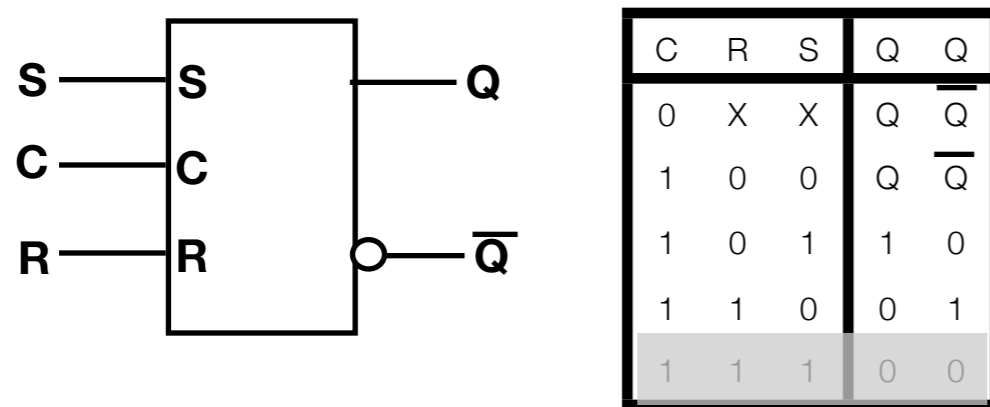 S S Q
C C
R R Q̅
C R S Q Q
0 X X Q Q̅
1 0 0 Q Q̅
1 0 1 1 0
1 1 0 0 1
1 1 1 0 0